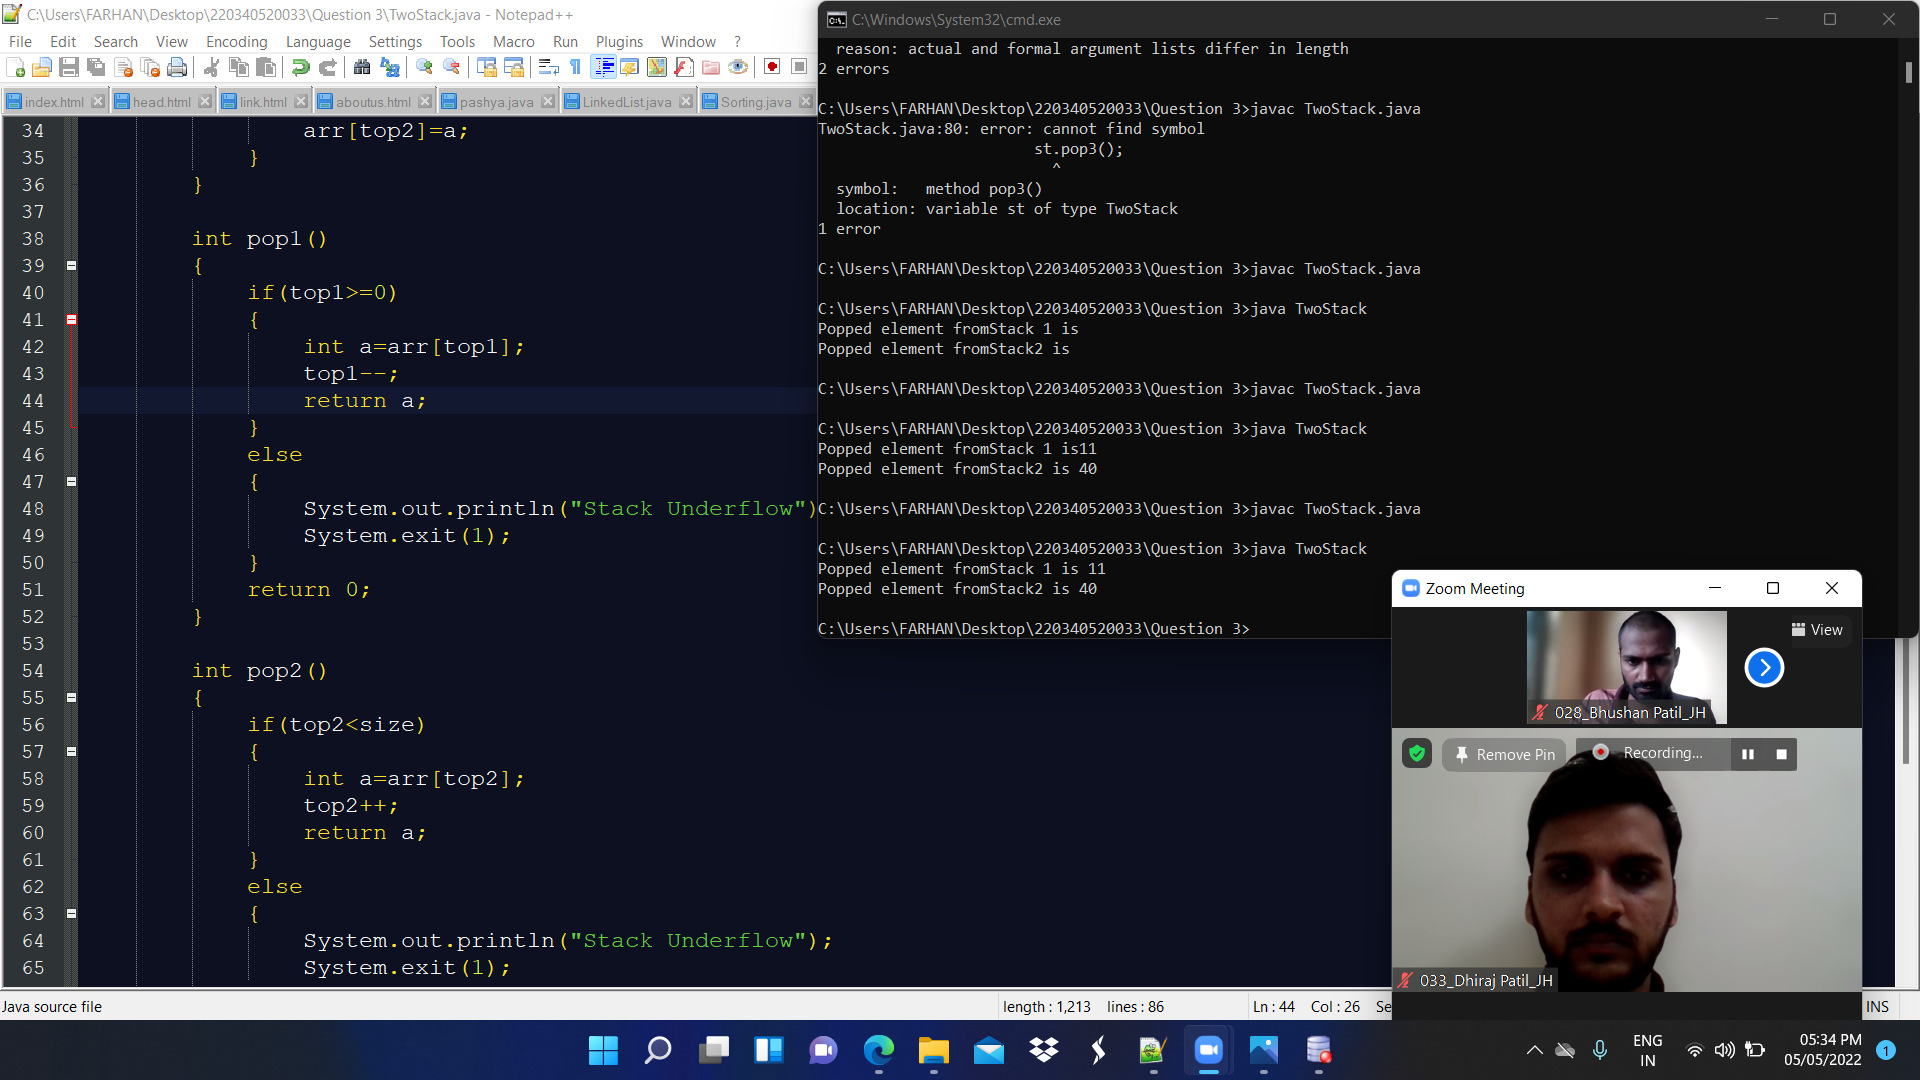 C:\Users\FARHAN\Desktop\220340520033\Question 3\TwoStack.java - Notepad++
File Edit Search View Encoding Language Settings Tools Macro Run Plugins Window ?
index.html head.html link.html aboutus.html pashya.java LinkedList.java Sorting.java
34 arr[top2]=a;
35 }
36 }
37
38 int pop1()
39 {
40 if(top1>=0)
41 {
42 int a=arr[top1];
43 top1--;
44 return a;
45 }
46 else
47 {
48 System.out.println("Stack Underflow")
49 System.exit(1);
50 }
51 return 0;
52 }
53
54 int pop2()
55 {
56 if(top2<size)
57 {
58 int a=arr[top2];
59 top2++;
60 return a;
61 }
62 else
63 {
64 System.out.println("Stack Underflow");
65 System.exit(1);
Java source file
length : 1,213 lines : 86
Ln : 44 Col : 26 Se
INS
C:\Windows\System32\cmd.exe
reason: actual and formal argument lists differ in length
2 errors
C:\Users\FARHAN\Desktop\220340520033\Question 3>javac TwoStack.java
TwoStack.java:80: error: cannot find symbol
st.pop3();
^
symbol: method pop3()
location: variable st of type TwoStack
1 error
C:\Users\FARHAN\Desktop\220340520033\Question 3>javac TwoStack.java
C:\Users\FARHAN\Desktop\220340520033\Question 3>java TwoStack
Popped element fromStack 1 is
Popped element fromStack2 is
C:\Users\FARHAN\Desktop\220340520033\Question 3>javac TwoStack.java
C:\Users\FARHAN\Desktop\220340520033\Question 3>java TwoStack
Popped element fromStack 1 is11
Popped element fromStack2 is 40
C:\Users\FARHAN\Desktop\220340520033\Question 3>javac TwoStack.java
C:\Users\FARHAN\Desktop\220340520033\Question 3>java TwoStack
Popped element fromStack 1 is 11
Popped element fromStack2 is 40
C:\Users\FARHAN\Desktop\220340520033\Question 3>
Zoom Meeting
View
028_Bhushan Patil_JH
Remove Pin
Recording...
033_Dhiraj Patil_JH
ENG
IN
05:34 PM
05/05/2022
1